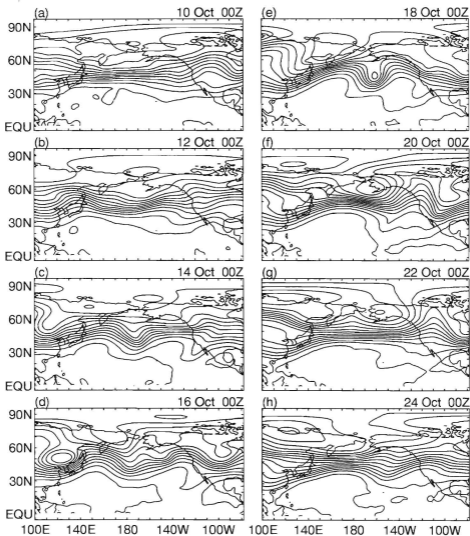 (a) 10 Oct 00Z
90N
60N
30N
EQU
(b) 12 Oct 00Z
90N
60N
30N
EQU
(c) 14 Oct 00Z
90N
60N
30N
EQU
(d) 16 Oct 00Z
90N
60N
30N
EQU
100E 140E 180 140W 100W
(e) 18 Oct 00Z
(f) 20 Oct 00Z
(g) 22 Oct 00Z
(h) 24 Oct 00Z
100E 140E 180 140W 100W